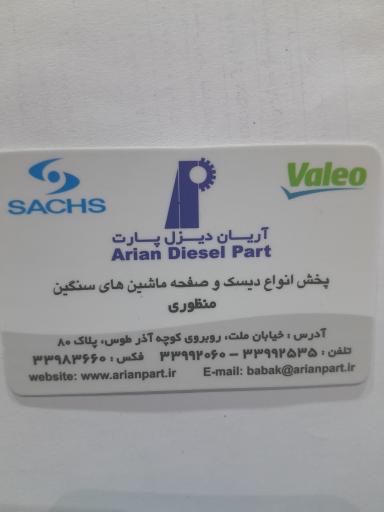 SACHS
Valeo
آریان دیزل پارت
Arian Diesel Part
پخش انواع دیسک و صفحه ماشین های سنگین
منظوری
آدرس : خیابان ملت، روبروی کوچه آذر طوس، پلاک ۸۰
تلفن : ۳۳۹۹۲۵۳۵ – ۳۳۹۹۲۰۶۰ فکس : ۳۳۹۸۳۶۶۰
website: www.arianpart.ir E-mail: babak@arianpart.ir